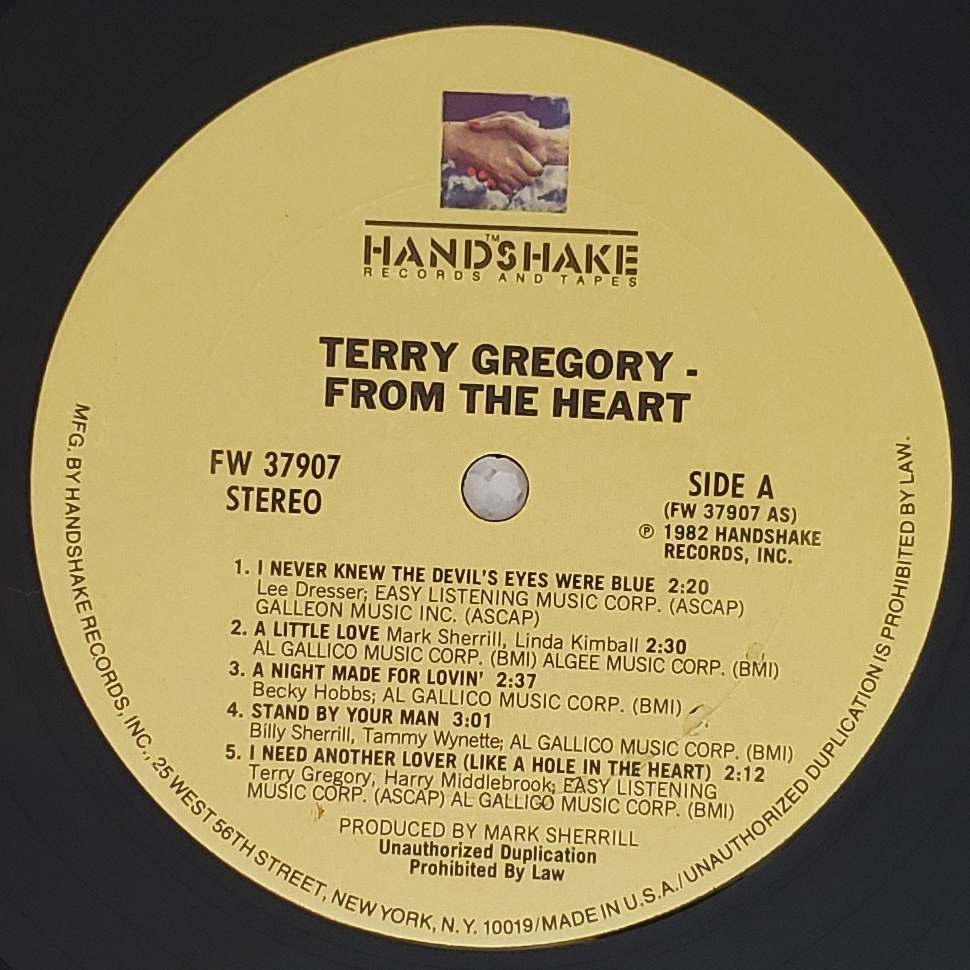 HANDSHAKE
TM
RECORDS AND TAPES
TERRY GREGORY -
FROM THE HEART
FW 37907
STEREO
SIDE A
(FW 37907 AS)
℗ 1982 HANDSHAKE
RECORDS, INC.
1. I NEVER KNEW THE DEVIL'S EYES WERE BLUE 2:20
Lee Dresser; EASY LISTENING MUSIC CORP. (ASCAP)
GALLEON MUSIC INC. (ASCAP)
2. A LITTLE LOVE Mark Sherrill, Linda Kimball 2:30
AL GALLICO MUSIC CORP. (BMI) ALGEE MUSIC CORP. (BMI)
3. A NIGHT MADE FOR LOVIN' 2:37
Becky Hobbs; AL GALLICO MUSIC CORP. (BMI)
4. STAND BY YOUR MAN 3:01
Billy Sherrill, Tammy Wynette; AL GALLICO MUSIC CORP. (BMI)
5. I NEED ANOTHER LOVER (LIKE A HOLE IN THE HEART) 2:12
Terry Gregory, Harry Middlebrook; EASY LISTENING
MUSIC CORP. (ASCAP) AL GALLICO MUSIC CORP. (BMI)
PRODUCED BY MARK SHERRILL
Unauthorized Duplication
Prohibited By Law
MFG. BY HANDSHAKE RECORDS, INC., 25 WEST 56TH STREET, NEW YORK, N.Y. 10019/MADE IN U.S.A./UNAUTHORIZED DUPLICATION IS PROHIBITED BY LAW.